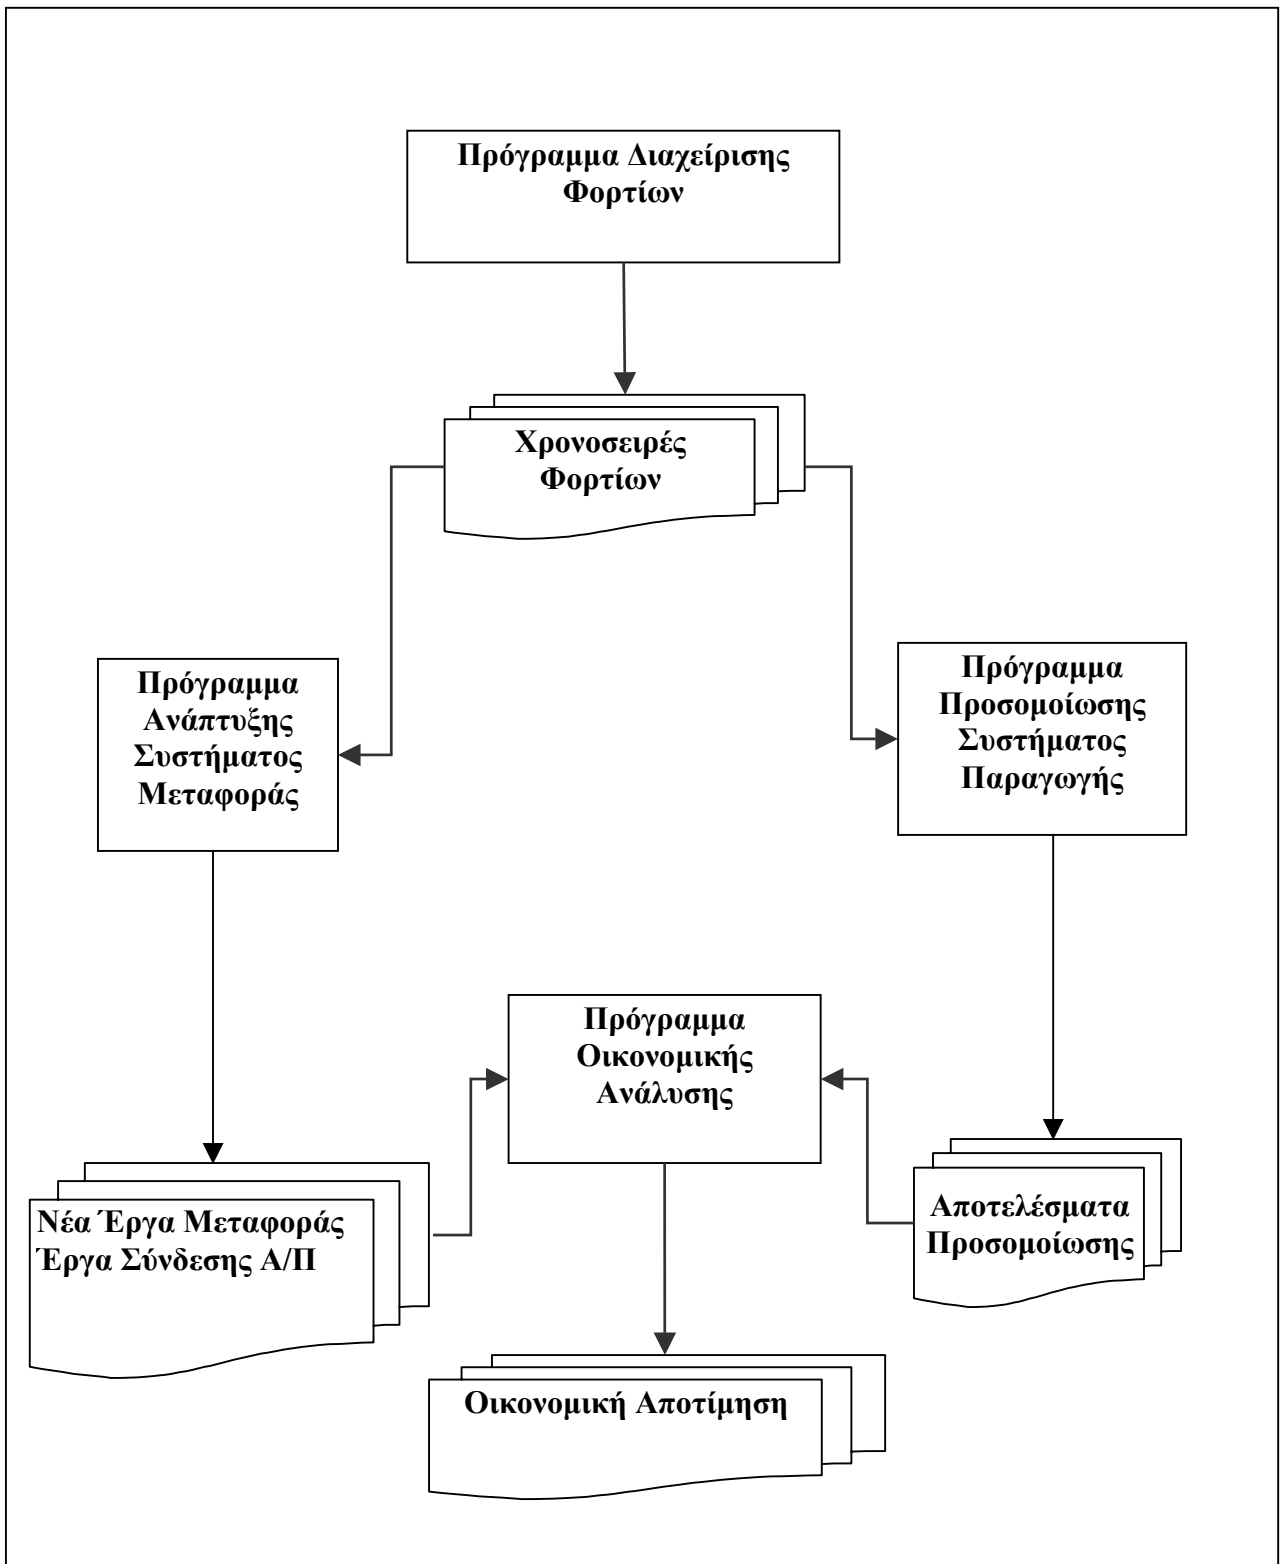 Πρόγραμμα Διαχείρισης
Φορτίων
Χρονοσειρές
Φορτίων
Πρόγραμμα
Ανάπτυξης
Συστήματος
Μεταφοράς
Πρόγραμμα
Προσομοίωσης
Συστήματος
Παραγωγής
Πρόγραμμα
Οικονομικής
Ανάλυσης
Νέα Έργα Μεταφοράς
Έργα Σύνδεσης Α/Π
Αποτελέσματα
Προσομοίωσης
Οικονομική Αποτίμηση